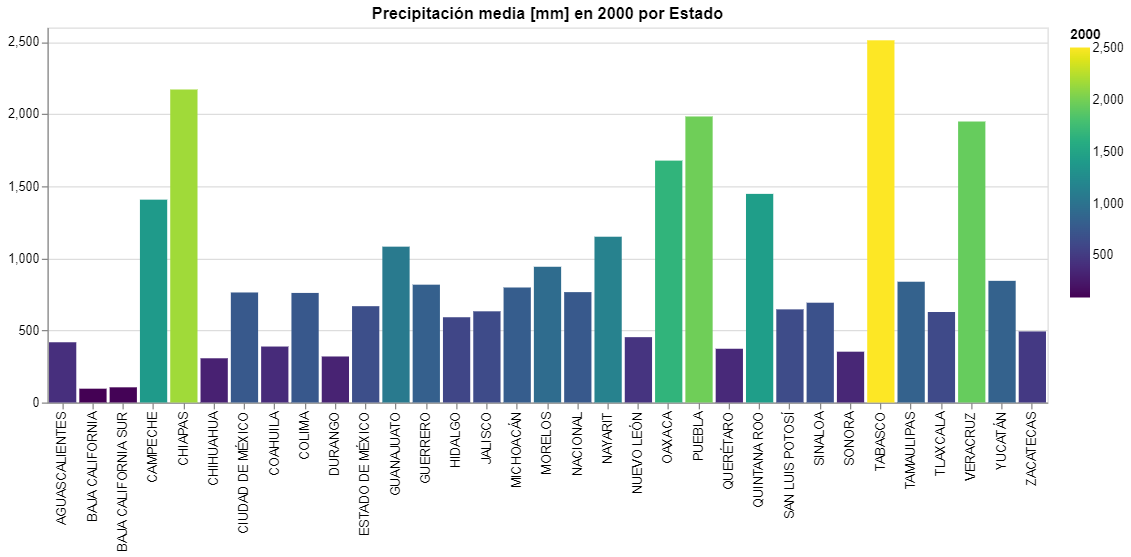 Precipitación media [mm] en 2000 por Estado
2,500
2,000
1,500
1,000
500
0
AGUASCALIENTES
BAJA CALIFORNIA
BAJA CALIFORNIA SUR
CAMPECHE
CHIAPAS
CHIHUAHUA
CIUDAD DE MÉXICO
COAHUILA
COLIMA
DURANGO
ESTADO DE MÉXICO
GUANAJUATO
GUERRERO
HIDALGO
JALISCO
MICHOACÁN
MORELOS
NACIONAL
NAYARIT
NUEVO LEÓN
OAXACA
PUEBLA
QUERÉTARO
QUINTANA ROO
SAN LUIS POTOSÍ
SINALOA
SONORA
TABASCO
TAMAULIPAS
TLAXCALA
VERACRUZ
YUCATÁN
ZACATECAS
2000
2,500
2,000
1,500
1,000
500